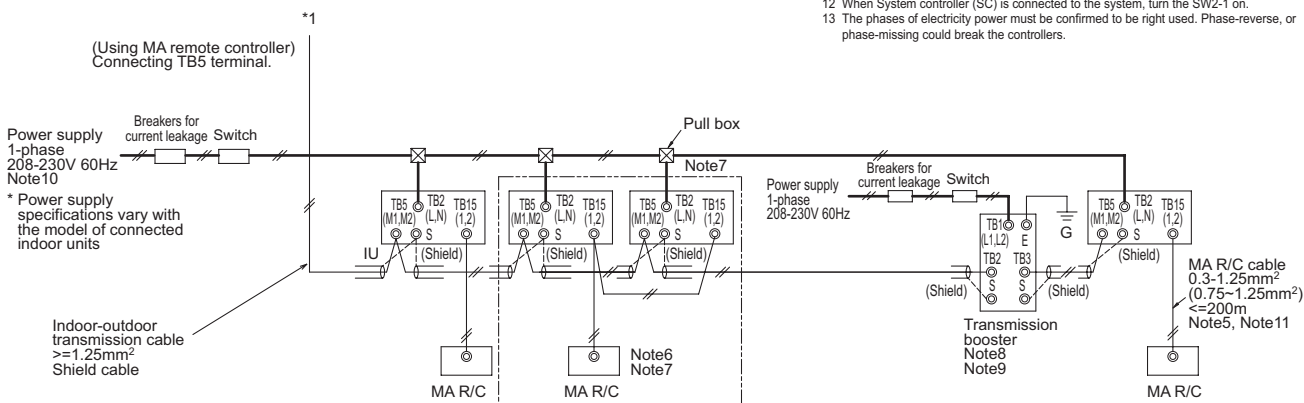 12 When System controller (SC) is connected to the system, turn the SW2-1 on.
13 The phases of electricity power must be confirmed to be right used. Phase-reverse, or
phase-missing could break the controllers.
*1
(Using MA remote controller)
Connecting TB5 terminal.
Power supply
1-phase
208-230V 60Hz
Note10
* Power supply
specifications vary with
the model of connected
indoor units
Breakers for
current leakage
Switch
Pull box
Note7
Power supply
1-phase
208-230V 60Hz
Breakers for
current leakage
Switch
TB5
(M1,M2)
TB2
(L,N)
TB15
(1,2)
S
(Shield)
IU
TB5
(M1,M2)
TB2
(L,N)
TB15
(1,2)
S
(Shield)
TB5
(M1,M2)
TB2
(L,N)
TB15
(1,2)
S
(Shield)
TB1
(L1,L2)
E
G
TB2
TB3
S
S
(Shield)
(Shield)
TB5
(M1,M2)
TB2
(L,N)
TB15
(1,2)
S
(Shield)
MA R/C cable
0.3-1.25mm²
(0.75~1.25mm²)
<=200m
Note5, Note11
Indoor-outdoor
transmission cable
>=1.25mm²
Shield cable
Transmission
booster
Note8
Note9
Note6
Note7
MA R/C
MA R/C
MA R/C